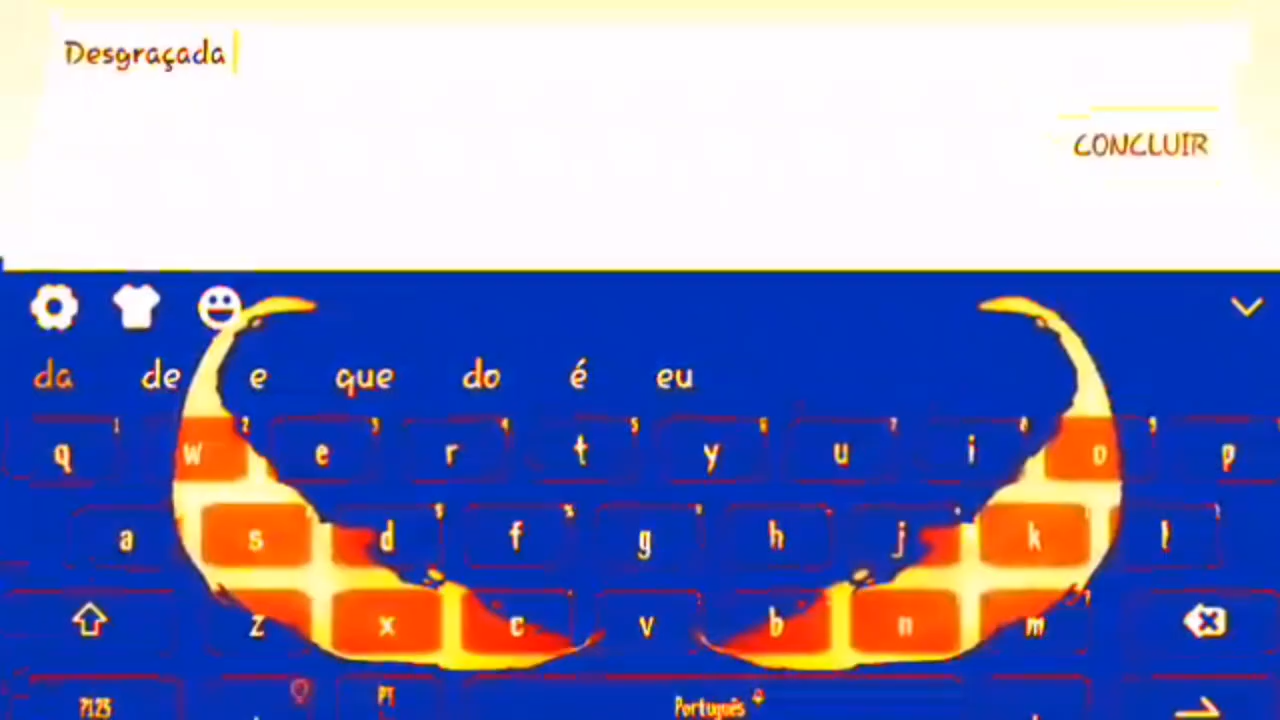 Desgraçada
CONCLUIR
da de e que do é eu
q w e r t y u i o p
a s d f g h j k l
z x c v b n m
?123 , PT Português .